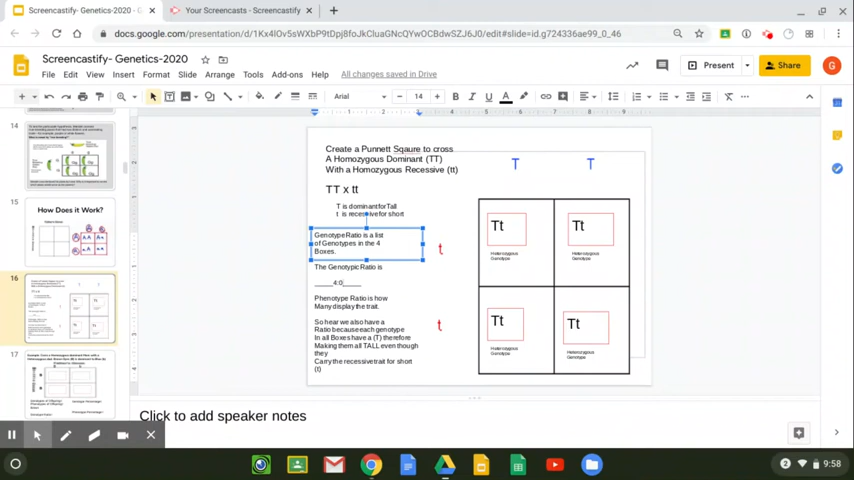 Screencastify- Genetics-2020 - G
Your Screencasts - Screencastify
docs.google.com/presentation/d/1Kx4lOv5sWXbP9tDpj8foJkCluaGNcQYwOCBdwSZJ6J0/edit#slide=id.g724336ae99_0_46
Screencastify- Genetics-2020
File Edit View Insert Format Slide Arrange Tools Add-ons Help All changes saved in Drive
Present
Share
G
Arial
14
B I U A
14
15
How Does it Work?
16
17
Create a Punnett Sqaure to cross
A Homozygous Dominant (TT)
With a Homozygous Recessive (tt)
TT x tt
T is dominant for Tall
t is recessive for short
Genotype Ratio is a list
of Genotypes in the 4
Boxes.
The Genotypic Ratio is
_____4:0_____
Phenotype Ratio is how
Many display the trait.
So hear we also have a
Ratio because each genotype
In all Boxes have a (T) therefore
Making them all TALL even though
they
Carry the recessive trait for short
(t)
T T
t
t
Tt
Heterozygous
Genotype
Tt
Heterozygous
Genotype
Tt
Heterozygous
Genotype
Tt
Heterozygous
Genotype
Click to add speaker notes
2
9:58